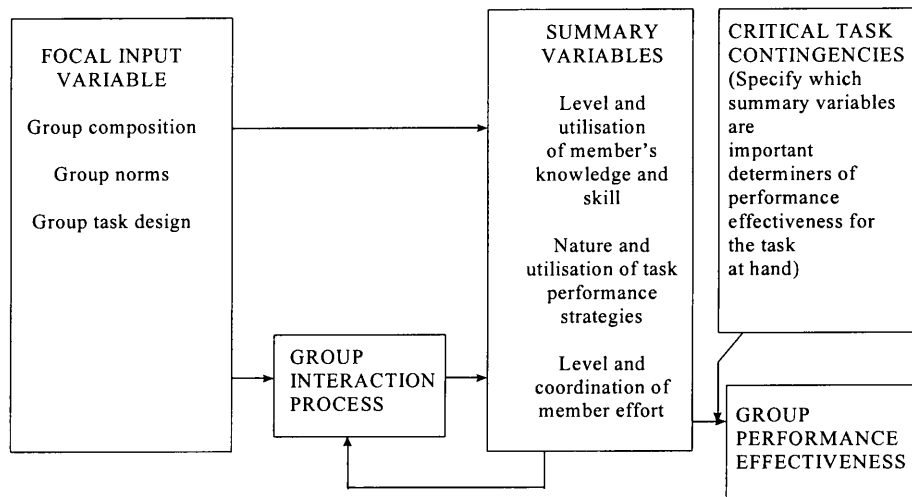 FOCAL INPUT
VARIABLE
Group composition
Group norms
Group task design
GROUP
INTERACTION
PROCESS
SUMMARY
VARIABLES
Level and
utilisation
of member's
knowledge and
skill
Nature and
utilisation of task
performance
strategies
Level and
coordination of
member effort
CRITICAL TASK
CONTINGENCIES
(Specify which
summary variables
are
important
determiners of
performance
effectiveness for
the task
at hand)
GROUP
PERFORMANCE
EFFECTIVENESS